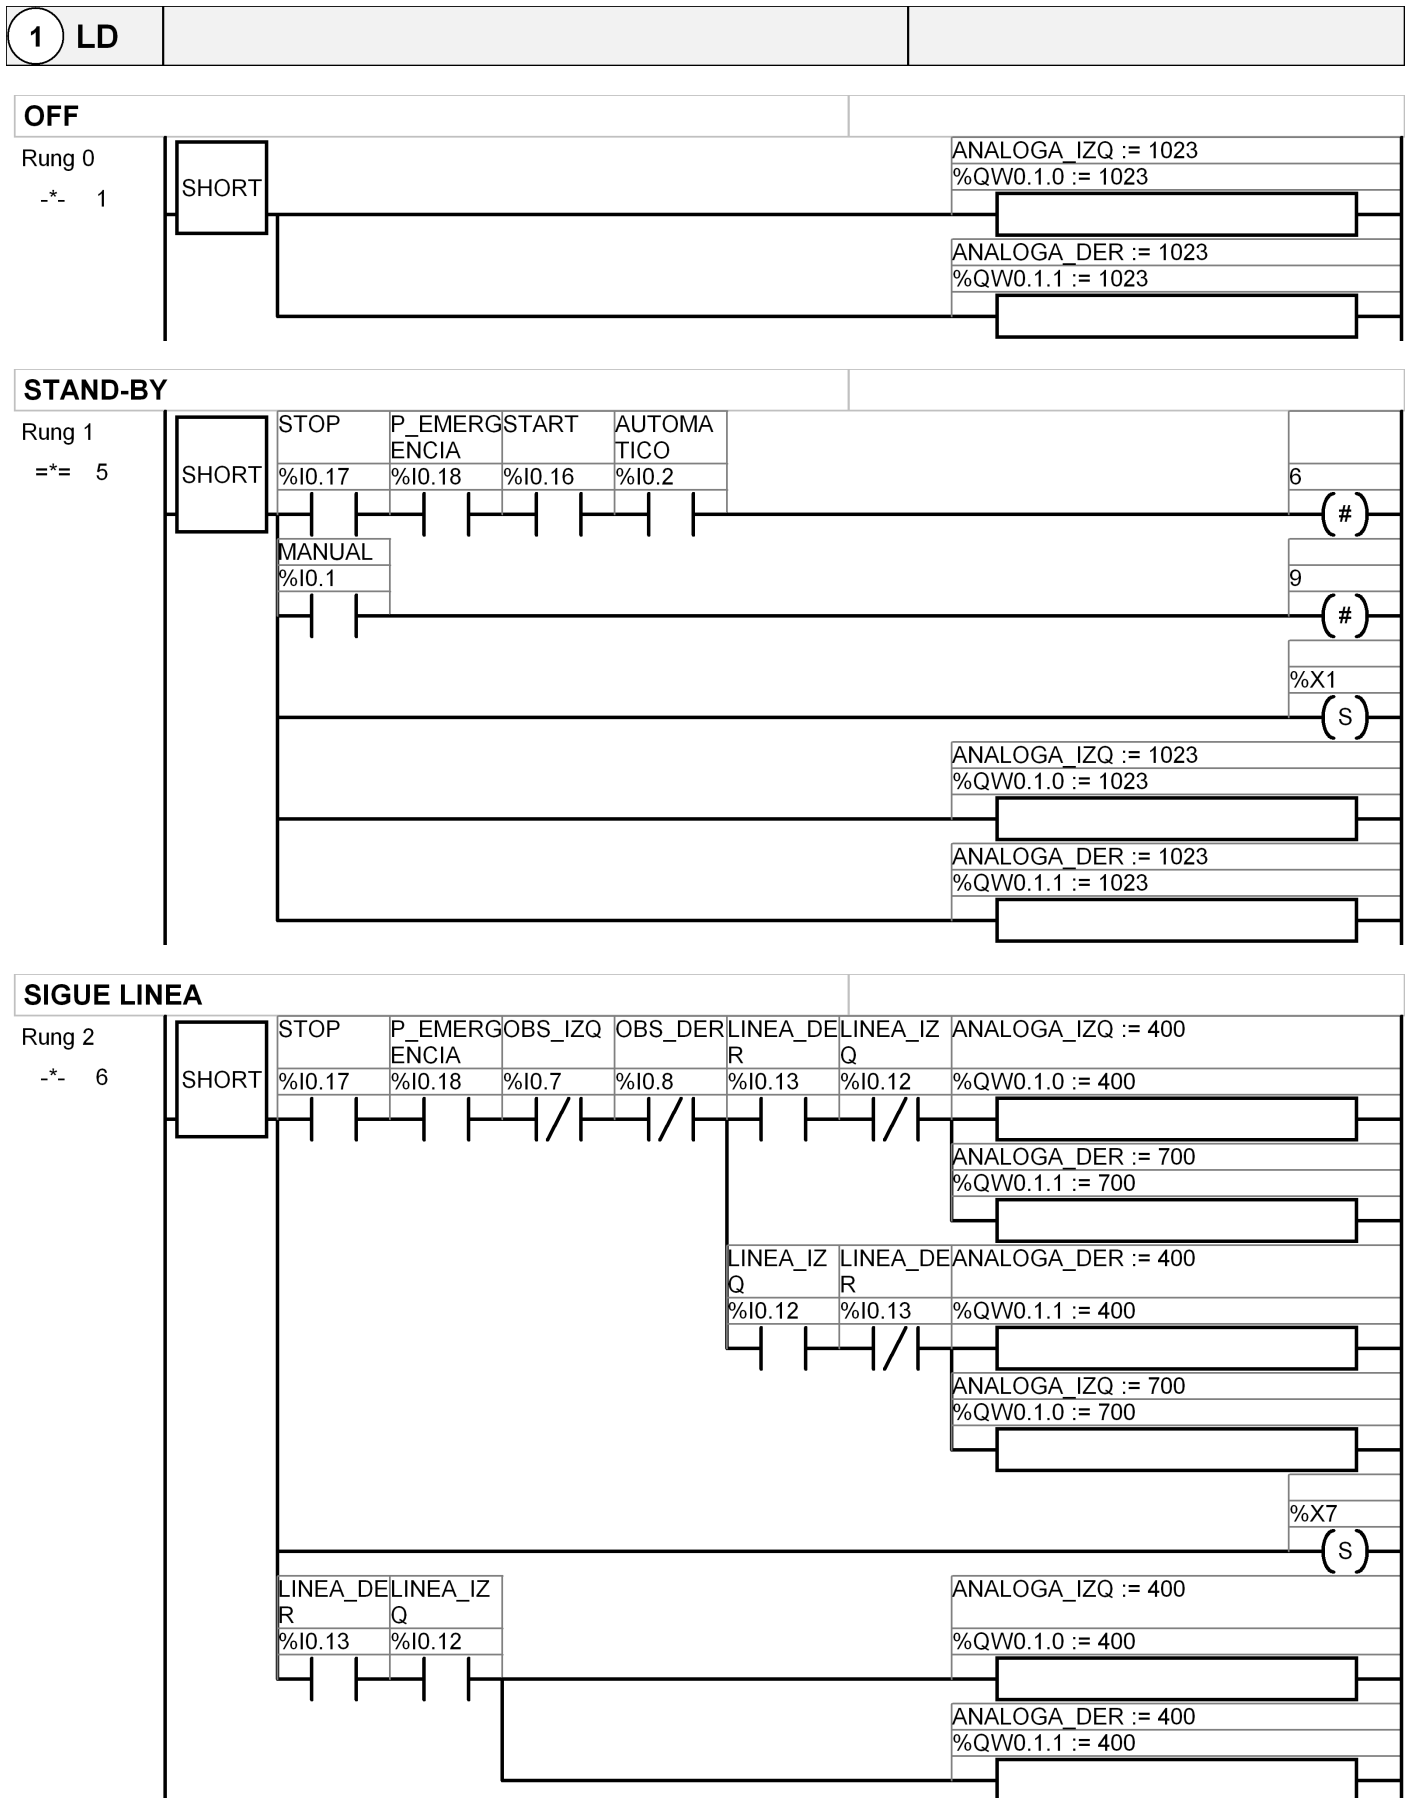 1 LD
OFF
Rung 0
-*- 1
SHORT
ANALOGA_IZQ := 1023
%QW0.1.0 := 1023
ANALOGA_DER := 1023
%QW0.1.1 := 1023
STAND-BY
Rung 1
=*= 5
SHORT
STOP P_EMERG START AUTOMA
ENCIA TICO
%I0.17 %I0.18 %I0.16 %I0.2 6
#
MANUAL
%I0.1 9
#
%X1
S
ANALOGA_IZQ := 1023
%QW0.1.0 := 1023
ANALOGA_DER := 1023
%QW0.1.1 := 1023
SIGUE LINEA
Rung 2
-*- 6
SHORT
STOP P_EMERG OBS_IZQ OBS_DER LINEA_DE LINEA_IZ ANALOGA_IZQ := 400
ENCIA R Q
%I0.17 %I0.18 %I0.7 %I0.8 %I0.13 %I0.12 %QW0.1.0 := 400
ANALOGA_DER := 700
%QW0.1.1 := 700
LINEA_IZ LINEA_DE ANALOGA_DER := 400
Q R
%I0.12 %I0.13 %QW0.1.1 := 400
ANALOGA_IZQ := 700
%QW0.1.0 := 700
%X7
S
LINEA_DE LINEA_IZ ANALOGA_IZQ := 400
R Q
%I0.13 %I0.12 %QW0.1.0 := 400
ANALOGA_DER := 400
%QW0.1.1 := 400